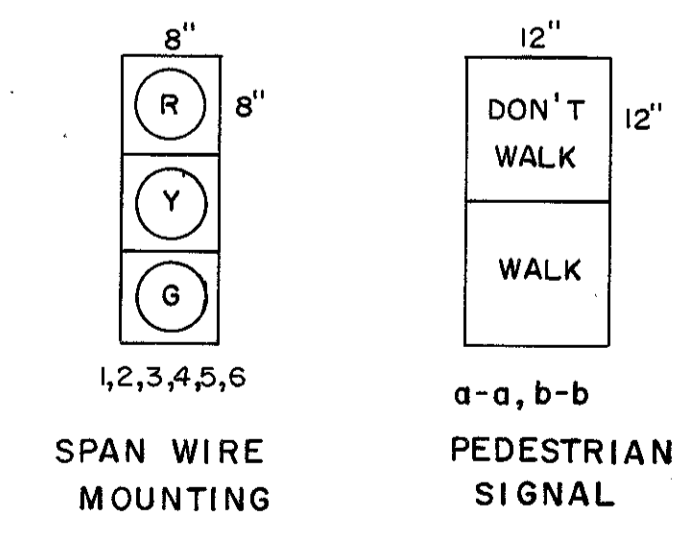 8"
R
8"
Y
G
1,2,3,4,5,6
SPAN WIRE
MOUNTING
12"
DON'T
WALK
12"
WALK
a-a, b-b
PEDESTRIAN
SIGNAL